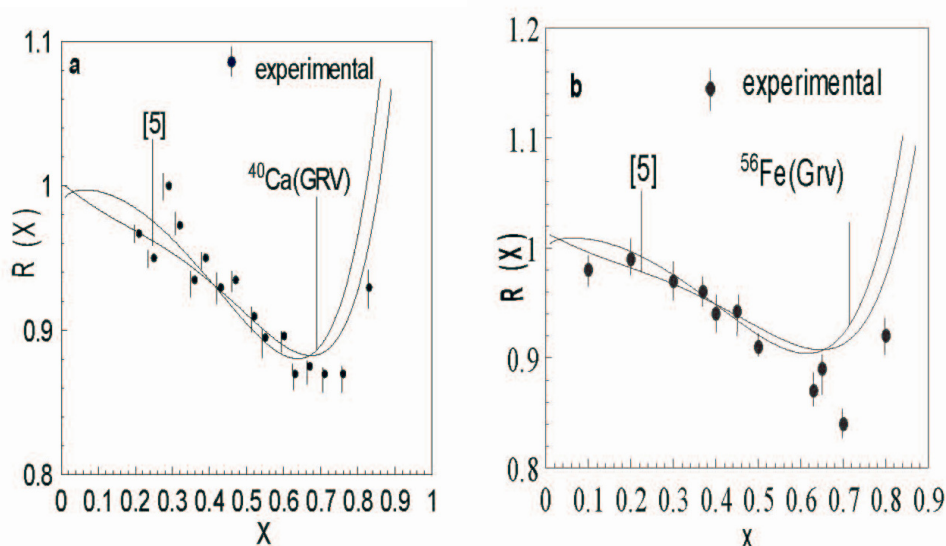 1.1
a
experimental
[5]
⁴⁰Ca(GRV)
1
R (X)
0.9
0.8
0 0.1 0.2 0.3 0.4 0.5 0.6 0.7 0.8 0.9 1
X
1.2
b
experimental
1.1
[5]
⁵⁶Fe(Grv)
1
R (X)
0.9
0.8
0 0.1 0.2 0.3 0.4 0.5 0.6 0.7 0.8 0.9
X